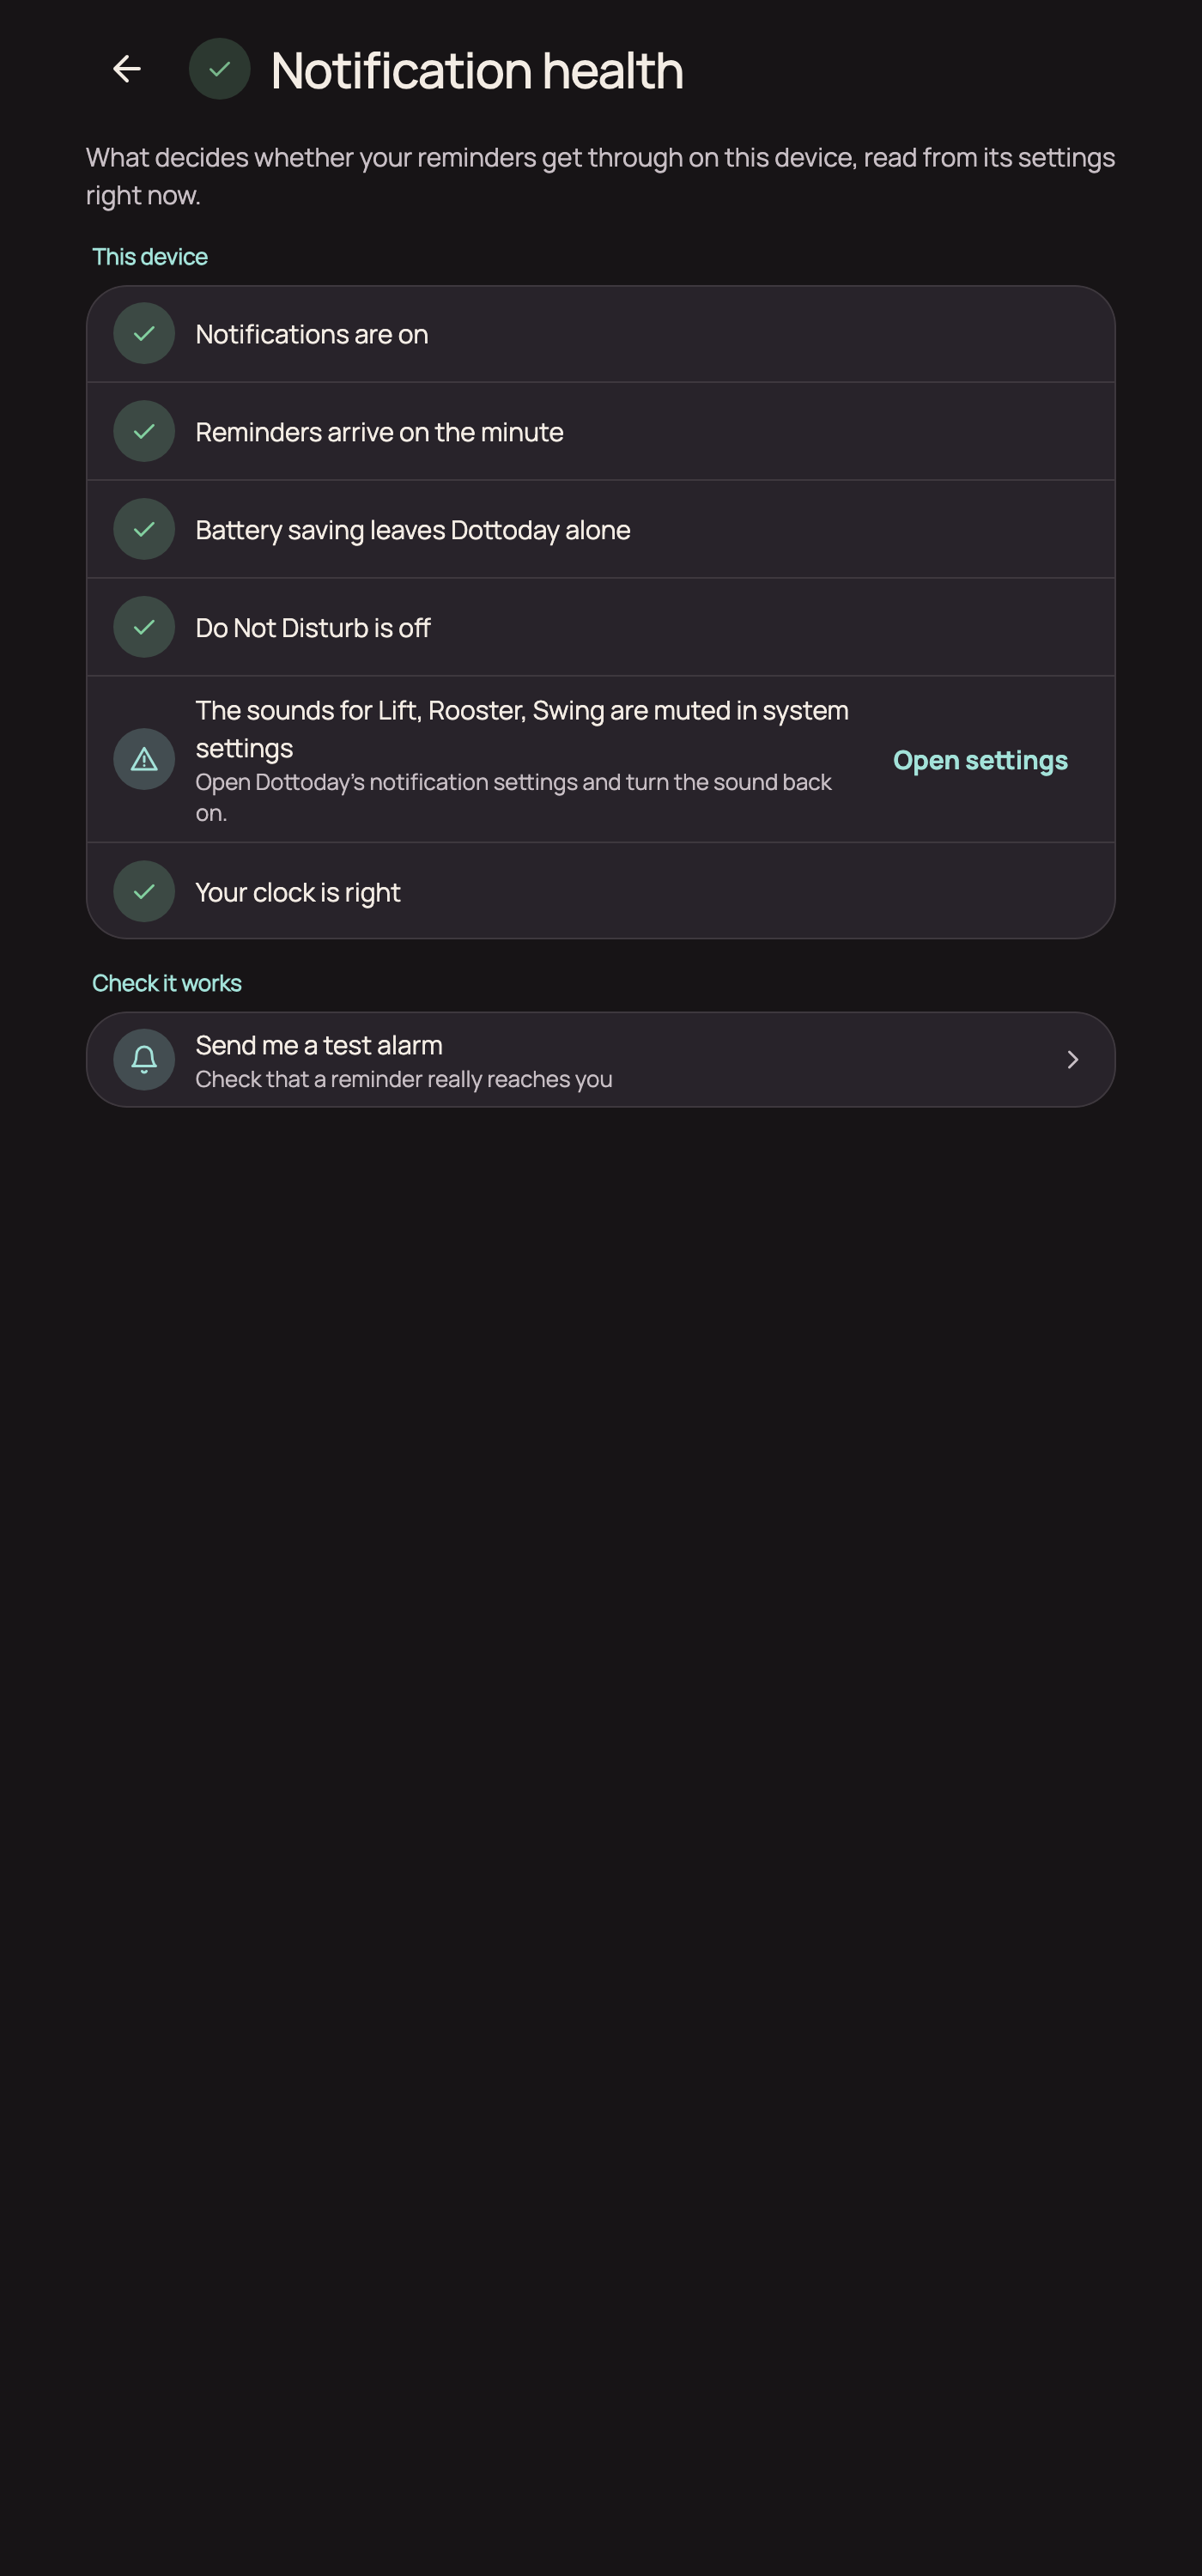 Notification health
What decides whether your reminders get through on this device, read from its settings
right now.
This device
Notifications are on
Reminders arrive on the minute
Battery saving leaves Dottoday alone
Do Not Disturb is off
The sounds for Lift, Rooster, Swing are muted in system
settings
Open Dottoday’s notification settings and turn the sound back
on.
Open settings
Your clock is right
Check it works
Send me a test alarm
Check that a reminder really reaches you